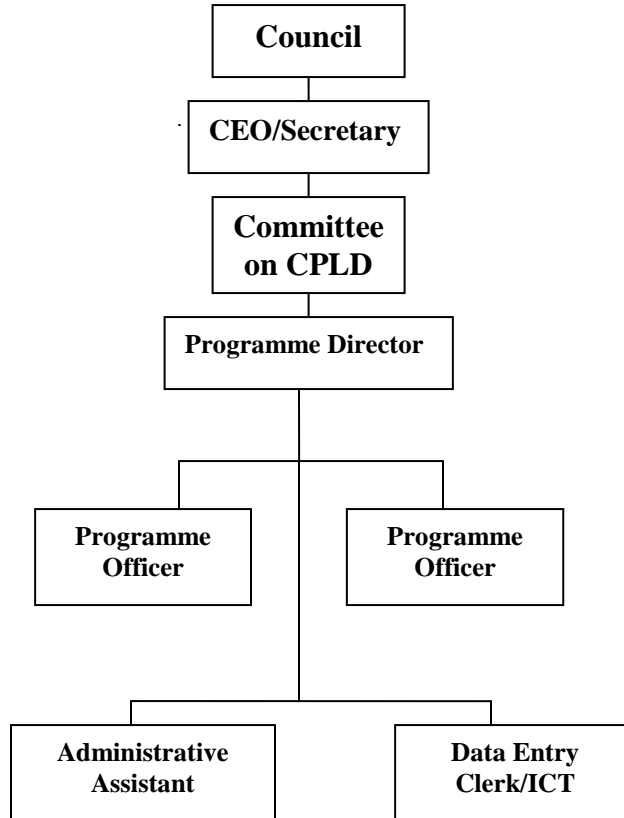 Council
CEO/Secretary
Committee
on CPLD
Programme Director
Programme
Officer
Programme
Officer
Administrative
Assistant
Data Entry
Clerk/ICT